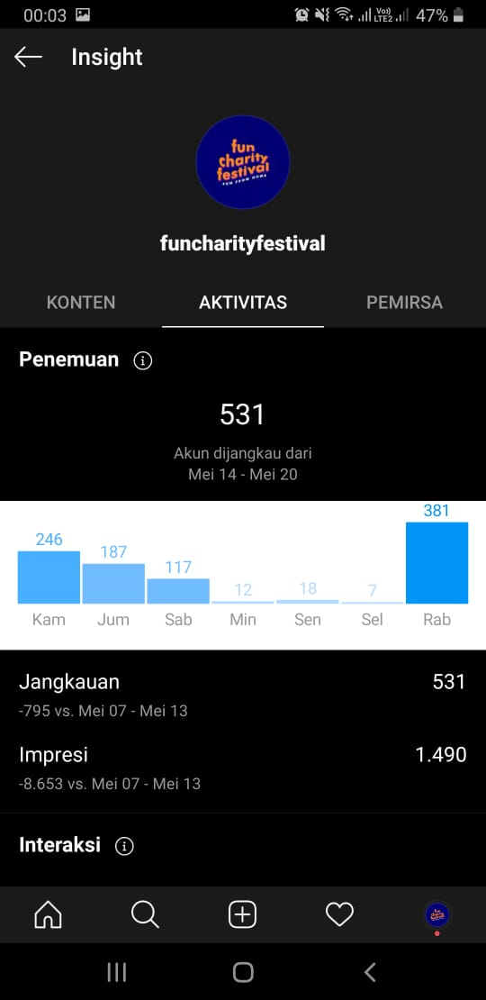 00:03
Vo))
LTE2
47%
Insight
fun
charity
festival
FUN FROM HOME
funcharityfestival
KONTEN AKTIVITAS PEMIRSA
Penemuan
531
Akun dijangkau dari
Mei 14 - Mei 20
246 187 117 12 18 7 381
Kam Jum Sab Min Sen Sel Rab
Jangkauan 531
-795 vs. Mei 07 - Mei 13
Impresi 1.490
-8.653 vs. Mei 07 - Mei 13
Interaksi